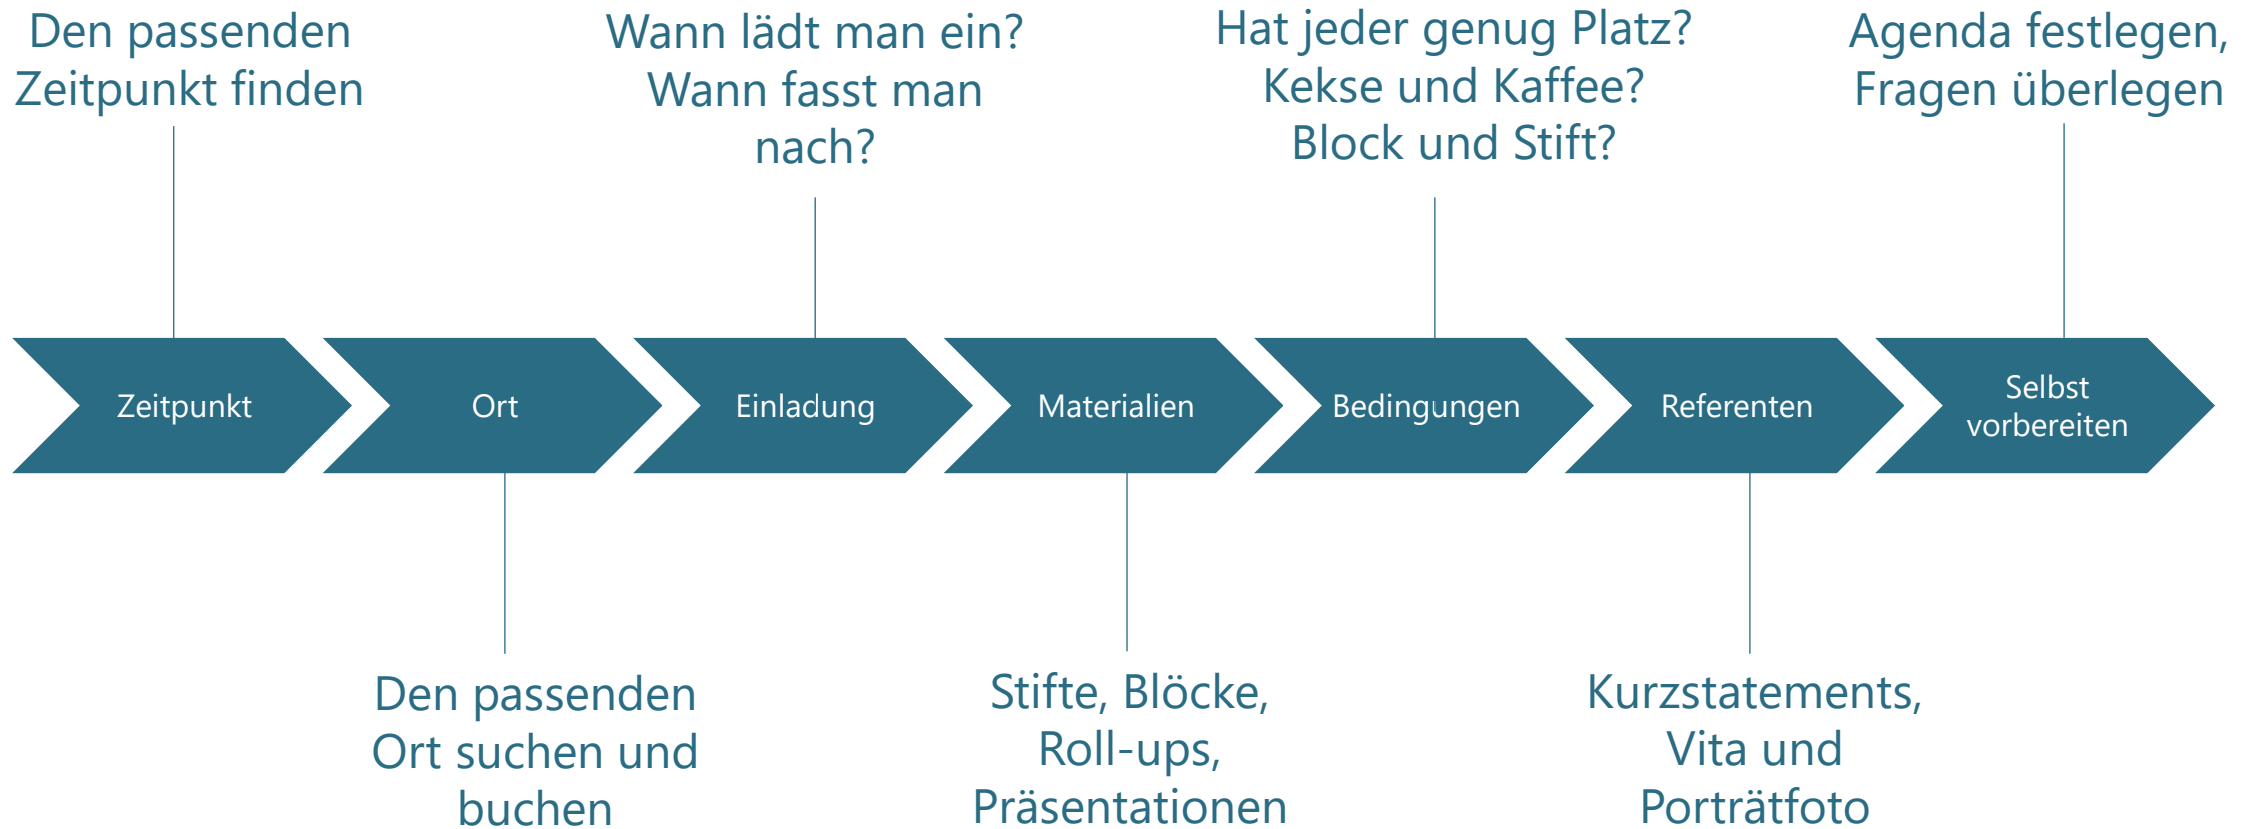 Den passenden
Zeitpunkt finden
Wann lädt man ein?
Wann fasst man
nach?
Hat jeder genug Platz?
Kekse und Kaffee?
Block und Stift?
Agenda festlegen,
Fragen überlegen
Zeitpunkt
Ort
Einladung
Materialien
Bedingungen
Referenten
Selbst
vorbereiten
Den passenden
Ort suchen und
buchen
Stifte, Blöcke,
Roll-ups,
Präsentationen
Kurzstatements,
Vita und
Porträtfoto